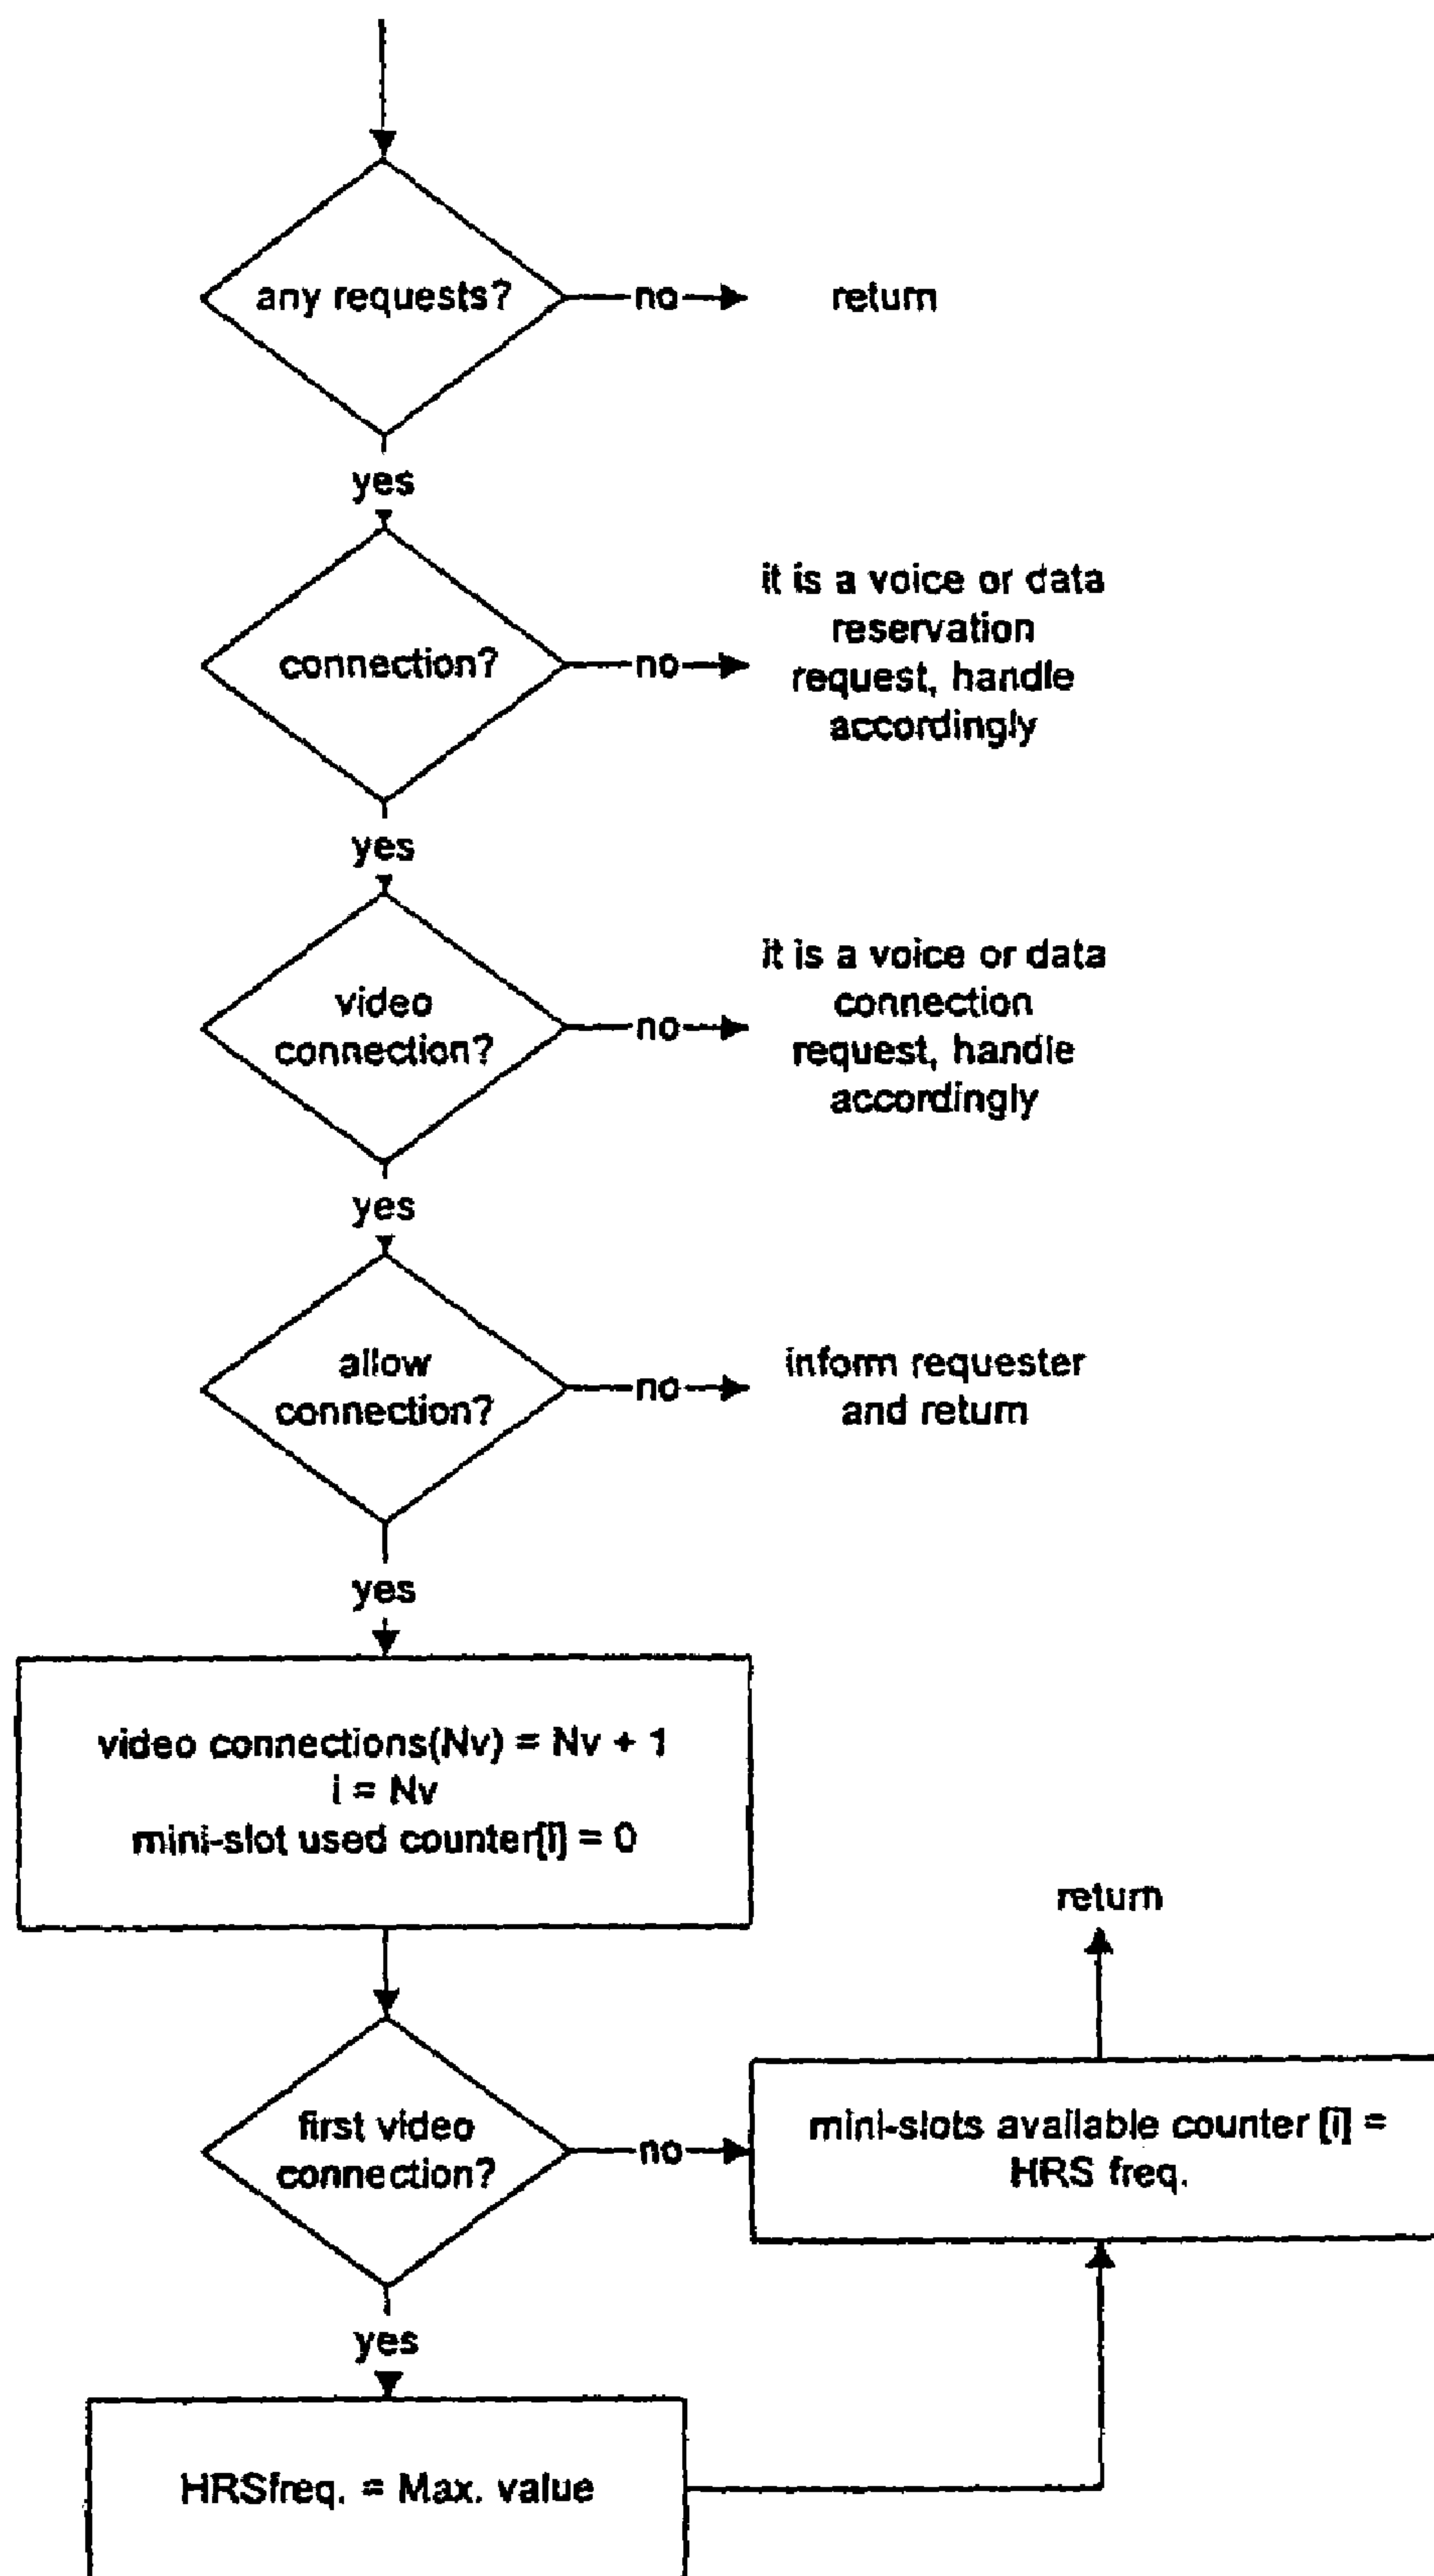 any requests?
no
return
yes
connection?
no
it is a voice or data
reservation
request, handle
accordingly
yes
video
connection?
no
it is a voice or data
connection
request, handle
accordingly
yes
allow
connection?
no
inform requester
and return
yes
video connections(Nv) = Nv + 1
i = Nv
mini-slot used counter[i] = 0
return
first video
connection?
no
mini-slots available counter [i] =
HRS freq.
yes
HRSfreq. = Max. value